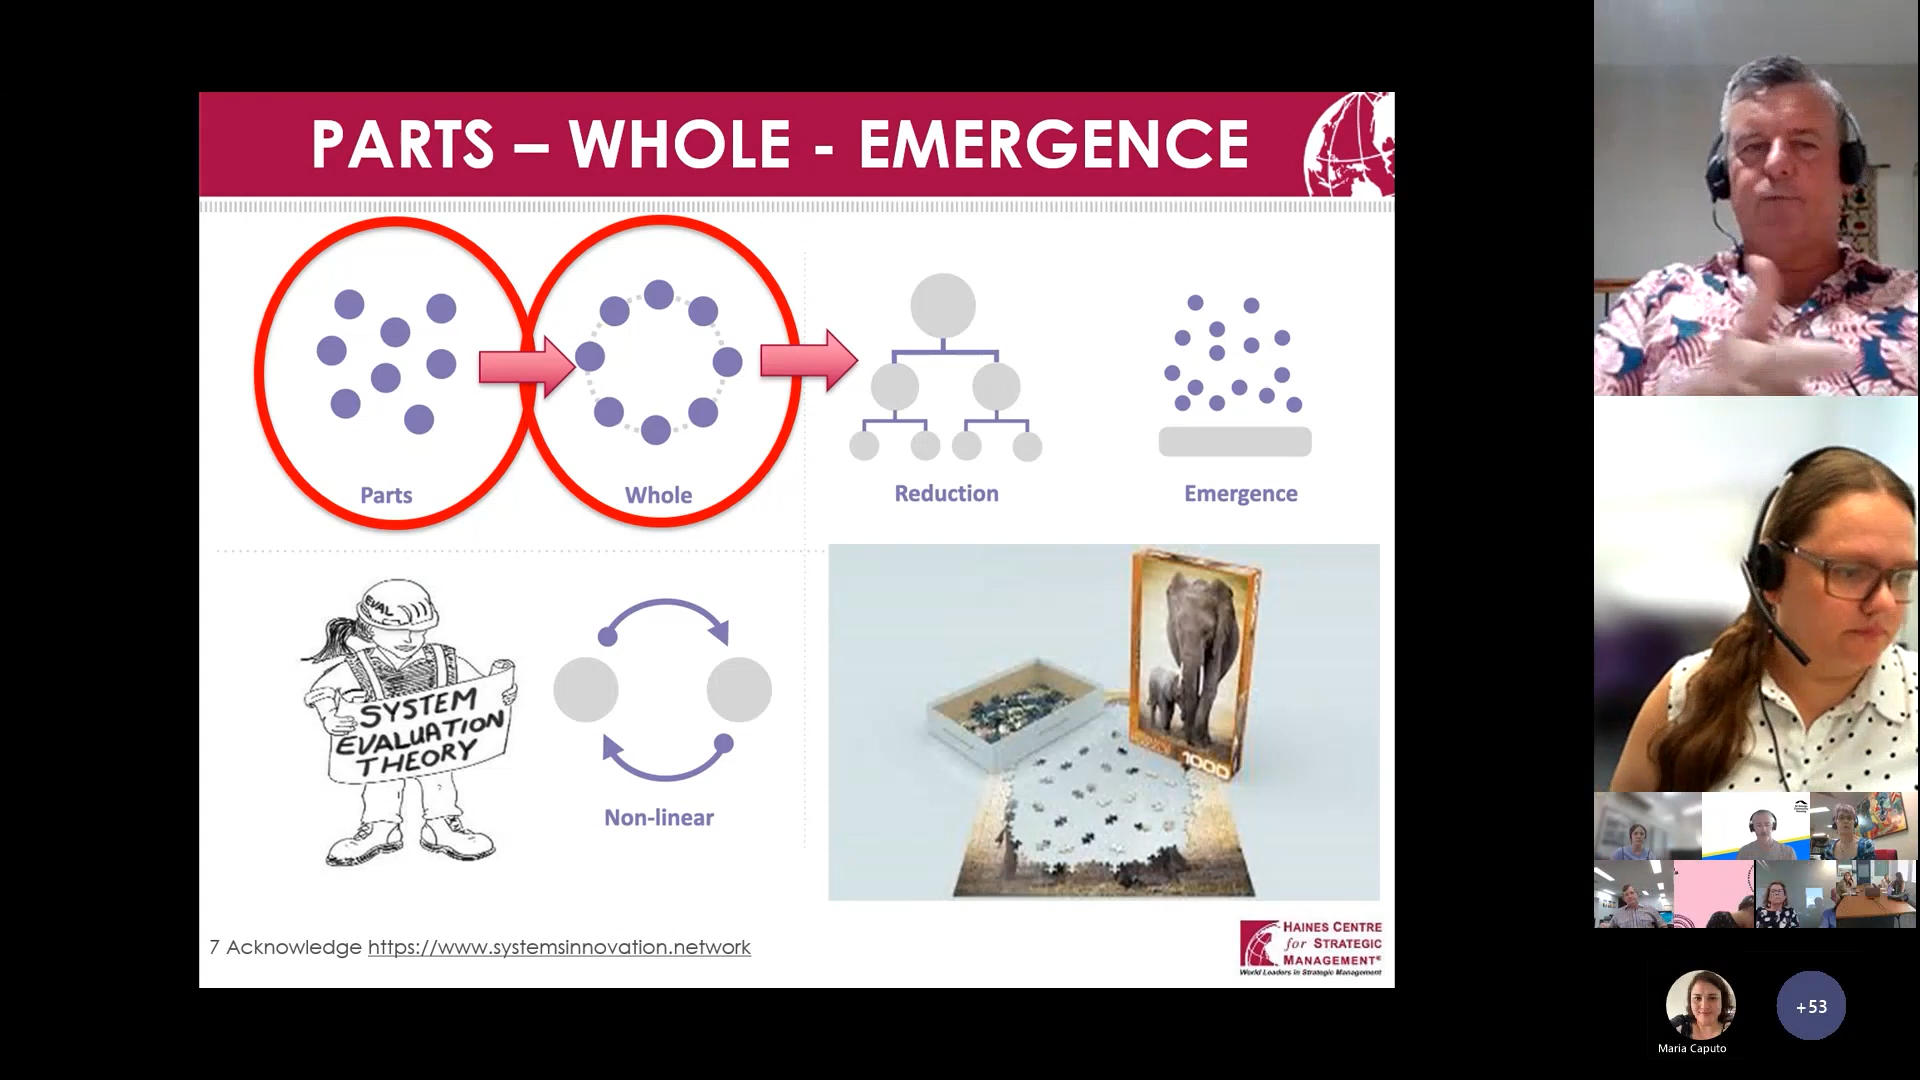 PARTS – WHOLE - EMERGENCE
Parts
Whole
Reduction
Emergence
EVAL
SYSTEM
EVALUATION
THEORY
Non-linear
1000
7 Acknowledge https://www.systemsinnovation.network
HAINES CENTRE
for STRATEGIC
MANAGEMENT®
World Leaders in Strategic Management
Maria Caputo
+53